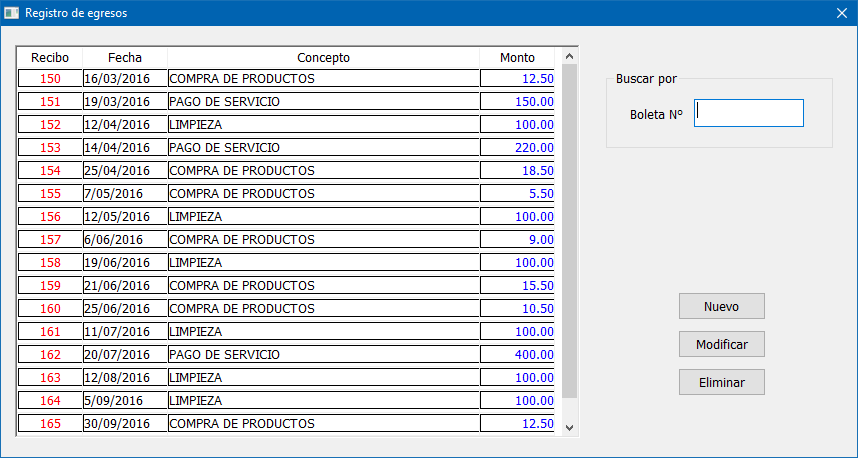 Registro de egresos
Recibo Fecha Concepto Monto
150 16/03/2016 COMPRA DE PRODUCTOS 12.50
151 19/03/2016 PAGO DE SERVICIO 150.00
152 12/04/2016 LIMPIEZA 100.00
153 14/04/2016 PAGO DE SERVICIO 220.00
154 25/04/2016 COMPRA DE PRODUCTOS 18.50
155 7/05/2016 COMPRA DE PRODUCTOS 5.50
156 12/05/2016 LIMPIEZA 100.00
157 6/06/2016 COMPRA DE PRODUCTOS 9.00
158 19/06/2016 LIMPIEZA 100.00
159 21/06/2016 COMPRA DE PRODUCTOS 15.50
160 25/06/2016 COMPRA DE PRODUCTOS 10.50
161 11/07/2016 LIMPIEZA 100.00
162 20/07/2016 PAGO DE SERVICIO 400.00
163 12/08/2016 LIMPIEZA 100.00
164 5/09/2016 LIMPIEZA 100.00
165 30/09/2016 COMPRA DE PRODUCTOS 12.50
Buscar por
Boleta Nº
Nuevo
Modificar
Eliminar